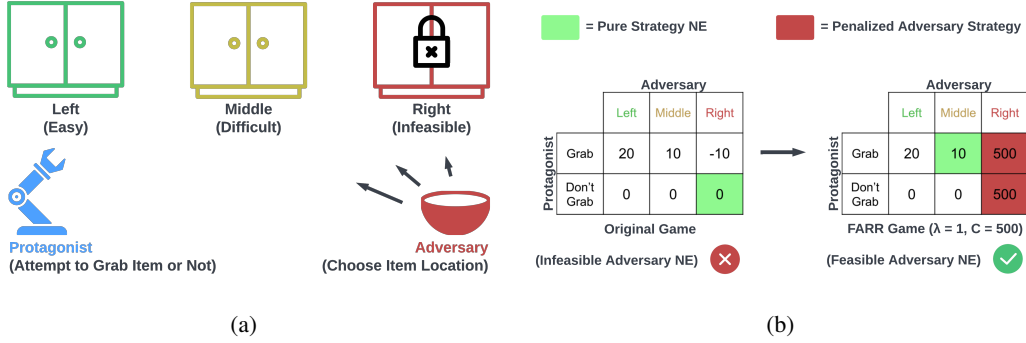 Left
(Easy)
Middle
(Difficult)
Right
(Infeasible)
Protagonist
(Attempt to Grab Item or Not)
Adversary
(Choose Item Location)
(a)
= Pure Strategy NE
= Penalized Adversary Strategy
Adversary
Left Middle Right
Protagonist
Grab 20 10 -10
Don't
Grab 0 0 0
Original Game
(Infeasible Adversary NE)
Adversary
Left Middle Right
Protagonist
Grab 20 10 500
Don't
Grab 0 0 500
FARR Game (λ = 1, C = 500)
(Feasible Adversary NE)
(b)